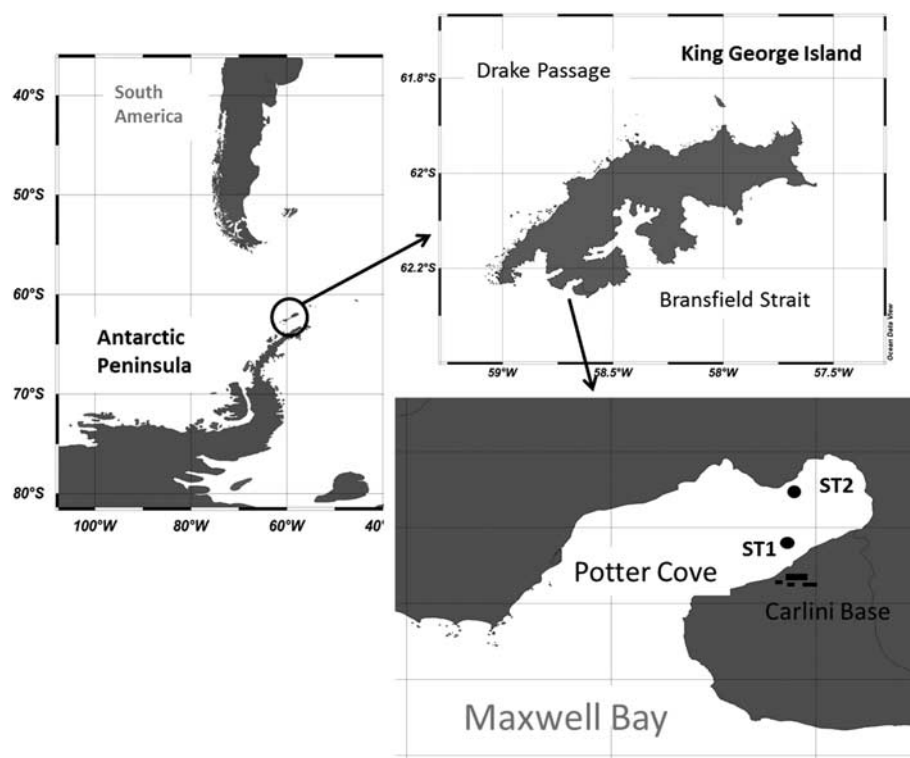 40°S
50°S
60°S
70°S
80°S
South
America
Antarctic
Peninsula
100°W
80°W
60°W
40°
King George Island
Drake Passage
61.8°S
62°S
62.2°S
Bransfield Strait
Ocean Data View
59°W
58.5°W
58°W
57.5°W
ST2
ST1
Potter Cove
Carlini Base
Maxwell Bay